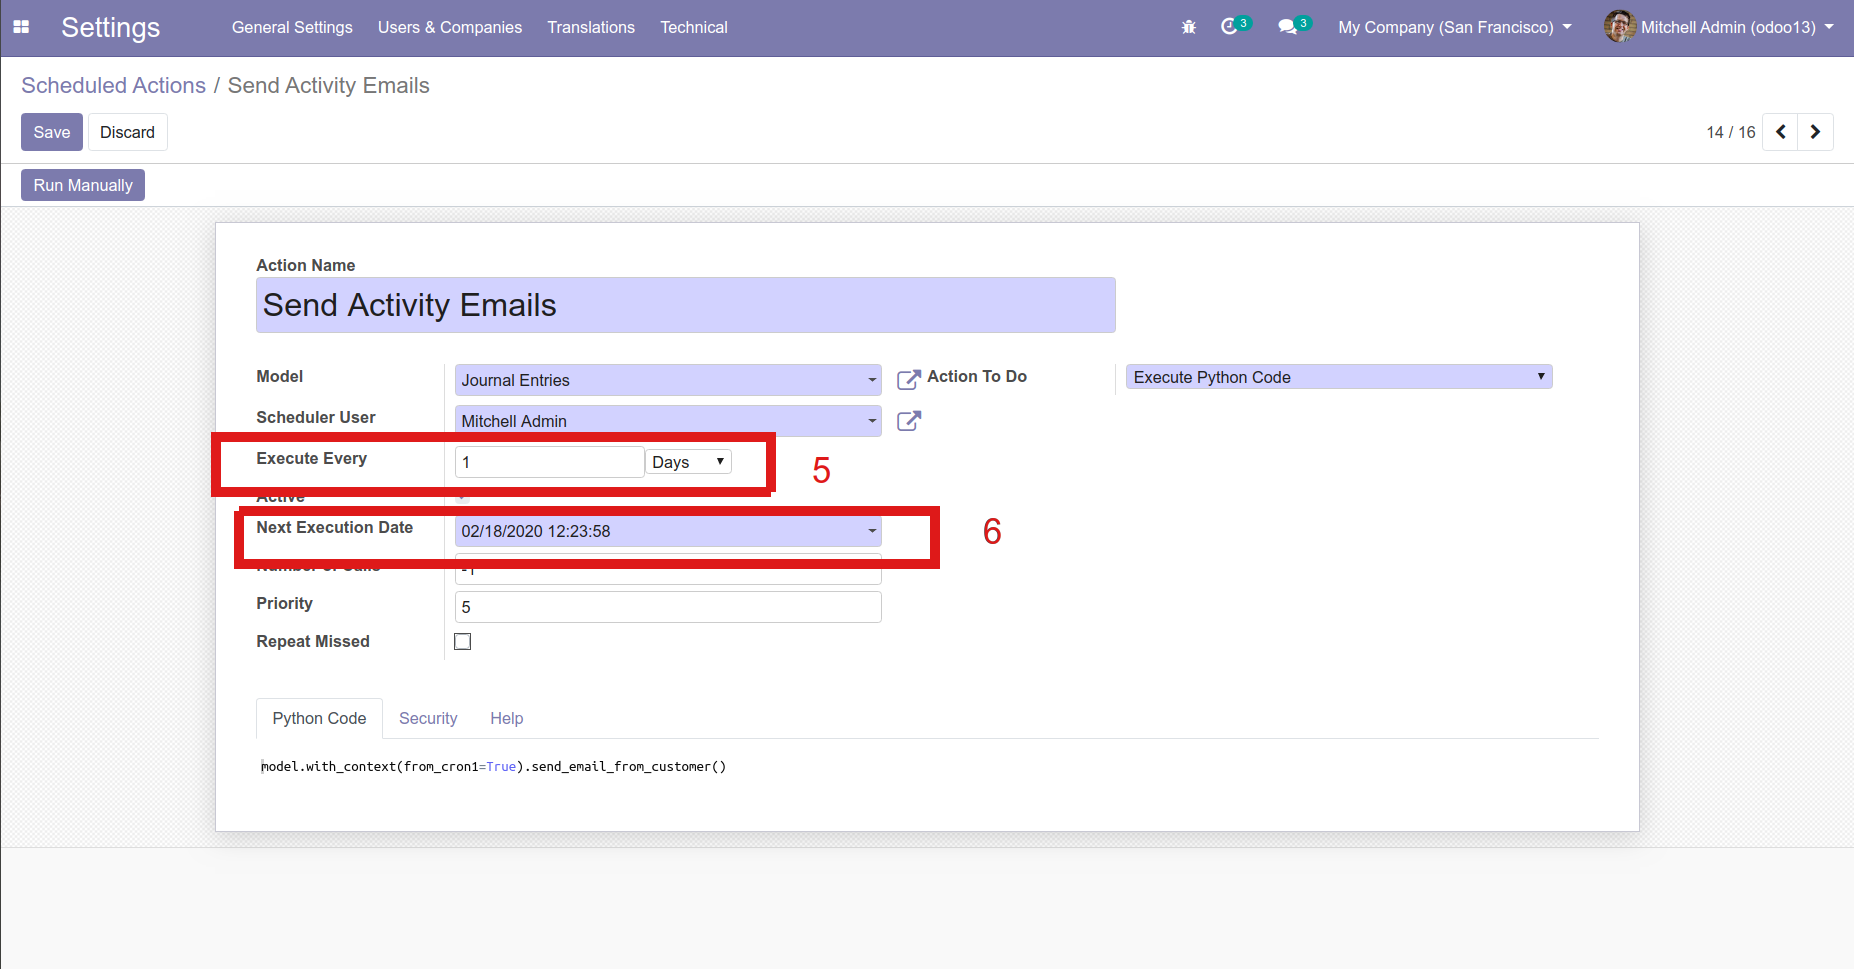 Settings General Settings Users & Companies Translations Technical 3 3 My Company (San Francisco) Mitchell Admin (odoo13)
Scheduled Actions / Send Activity Emails
Save Discard 14 / 16
Run Manually
Action Name
Send Activity Emails
Model Journal Entries Action To Do Execute Python Code
Scheduler User Mitchell Admin
Execute Every 1 Days 5
Active
Next Execution Date 02/18/2020 12:23:58 6
Number of Calls -1
Priority 5
Repeat Missed
Python Code Security Help
model.with_context(from_cron1=True).send_email_from_customer()